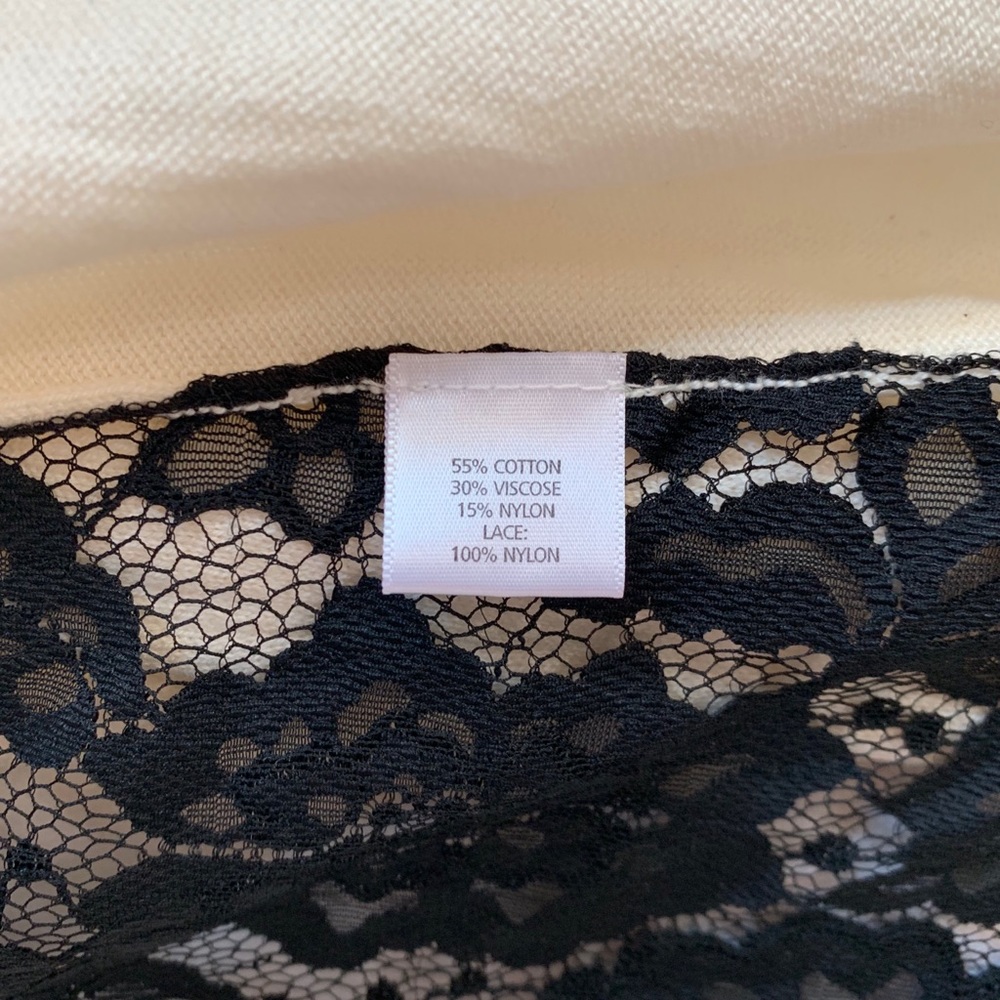 55% COTTON
30% VISCOSE
15% NYLON
LACE:
100% NYLON